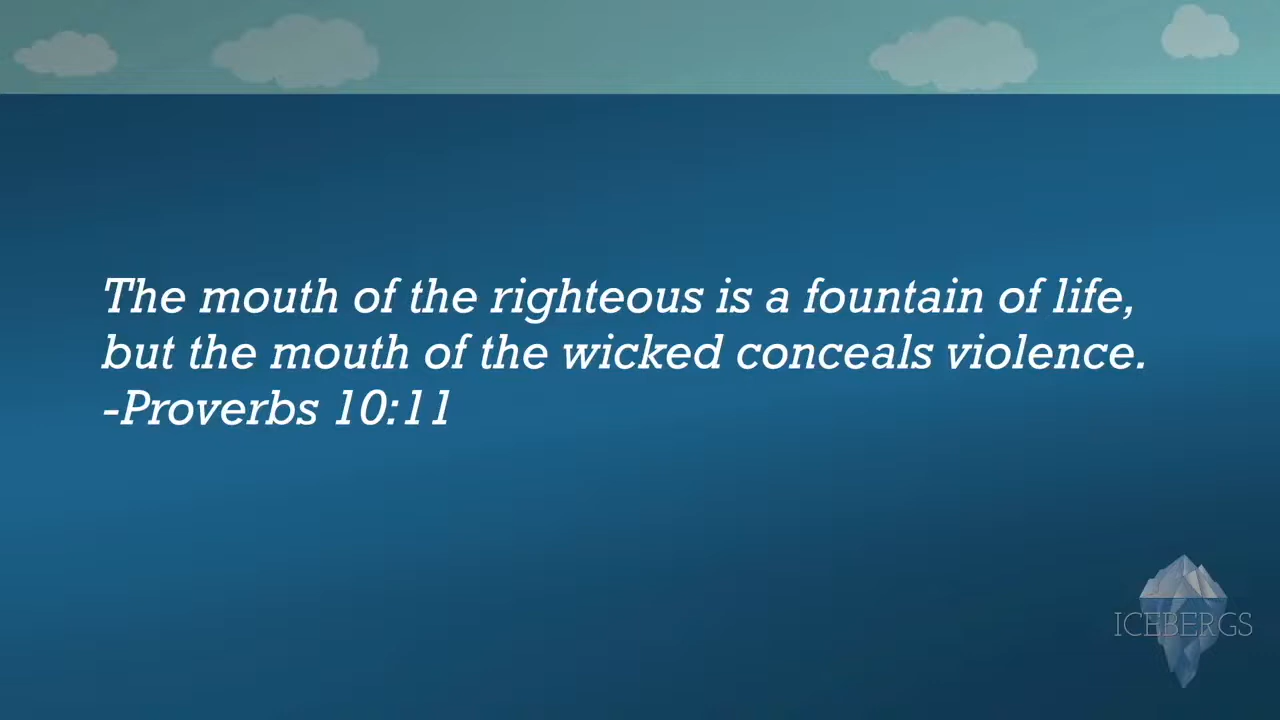 The mouth of the righteous is a fountain of life,
but the mouth of the wicked conceals violence.
-Proverbs 10:11
ICEBERGS